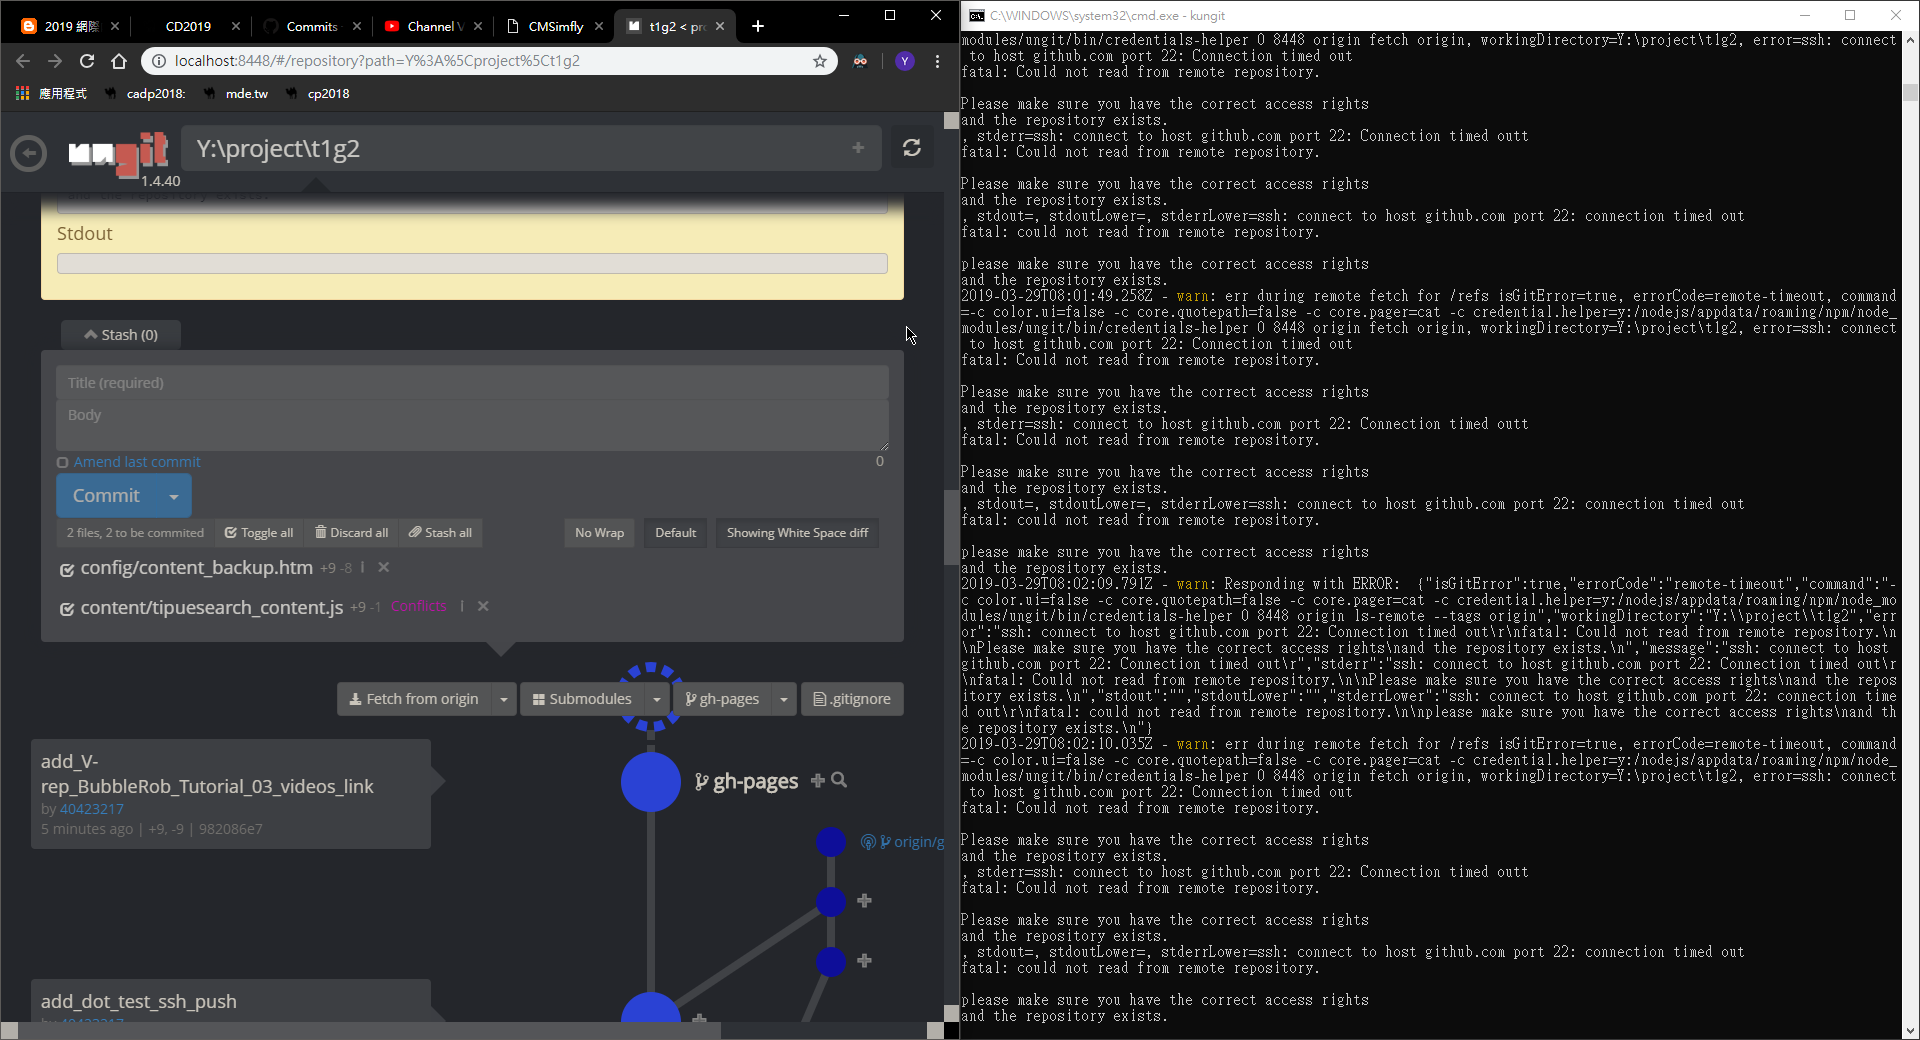 2019 網際
CD2019
Commits
Channel V
CMSimfly
t1g2 < pr
localhost:8448/#/repository?path=Y%3A%5Cproject%5Ct1g2
Y
應用程式
cadp2018:
mde.tw
cp2018
ungit
1.4.40
Y:\project\t1g2
and the repository exists.
Stdout
Stash (0)
Title (required)
Body
Amend last commit
0
Commit
2 files, 2 to be commited
Toggle all
Discard all
Stash all
No Wrap
Default
Showing White Space diff
config/content_backup.htm +9 -8
content/tipuesearch_content.js +9 -1 Conflicts
Fetch from origin
Submodules
gh-pages
.gitignore
add_V-
rep_BubbleRob_Tutorial_03_videos_link
by 40423217
5 minutes ago | +9, -9 | 982086e7
gh-pages
origin/g
add_dot_test_ssh_push
by 40423217
C:\WINDOWS\system32\cmd.exe - kungit
modules/ungit/bin/credentials-helper 0 8448 origin fetch origin, workingDirectory=Y:\project\t1g2, error=ssh: connect
to host github.com port 22: Connection timed out
fatal: Could not read from remote repository.
Please make sure you have the correct access rights
and the repository exists.
, stderr=ssh: connect to host github.com port 22: Connection timed outt
fatal: Could not read from remote repository.
Please make sure you have the correct access rights
and the repository exists.
, stdout=, stdoutLower=, stderrLower=ssh: connect to host github.com port 22: connection timed out
fatal: could not read from remote repository.
please make sure you have the correct access rights
and the repository exists.
2019-03-29T08:01:49.258Z - warn: err during remote fetch for /refs isGitError=true, errorCode=remote-timeout, command
=-c color.ui=false -c core.quotepath=false -c core.pager=cat -c credential.helper=y:/nodejs/appdata/roaming/npm/node_
modules/ungit/bin/credentials-helper 0 8448 origin fetch origin, workingDirectory=Y:\project\t1g2, error=ssh: connect
to host github.com port 22: Connection timed out
fatal: Could not read from remote repository.
Please make sure you have the correct access rights
and the repository exists.
, stderr=ssh: connect to host github.com port 22: Connection timed outt
fatal: Could not read from remote repository.
Please make sure you have the correct access rights
and the repository exists.
, stdout=, stdoutLower=, stderrLower=ssh: connect to host github.com port 22: connection timed out
fatal: could not read from remote repository.
please make sure you have the correct access rights
and the repository exists.
2019-03-29T08:02:09.791Z - warn: Responding with ERROR:  {"isGitError":true,"errorCode":"remote-timeout","command":"-
c color.ui=false -c core.quotepath=false -c core.pager=cat -c credential.helper=y:/nodejs/appdata/roaming/npm/node_mo
dules/ungit/bin/credentials-helper 0 8448 origin ls-remote --tags origin","workingDirectory":"Y:\\project\\t1g2","err
or":"ssh: connect to host github.com port 22: Connection timed out\r\nfatal: Could not read from remote repository.\n
\nPlease make sure you have the correct access rights\nand the repository exists.\n","message":"ssh: connect to host
github.com port 22: Connection timed out\r","stderr":"ssh: connect to host github.com port 22: Connection timed out\r
\nfatal: Could not read from remote repository.\n\nPlease make sure you have the correct access rights\nand the repos
itory exists.\n","stdout":"","stdoutLower":"","stderrLower":"ssh: connect to host github.com port 22: connection time
d out\r\nfatal: could not read from remote repository.\n\nplease make sure you have the correct access rights\nand th
e repository exists.\n"}
2019-03-29T08:02:10.035Z - warn: err during remote fetch for /refs isGitError=true, errorCode=remote-timeout, command
=-c color.ui=false -c core.quotepath=false -c core.pager=cat -c credential.helper=y:/nodejs/appdata/roaming/npm/node_
modules/ungit/bin/credentials-helper 0 8448 origin fetch origin, workingDirectory=Y:\project\t1g2, error=ssh: connect
to host github.com port 22: Connection timed out
fatal: Could not read from remote repository.
Please make sure you have the correct access rights
and the repository exists.
, stderr=ssh: connect to host github.com port 22: Connection timed outt
fatal: Could not read from remote repository.
Please make sure you have the correct access rights
and the repository exists.
, stdout=, stdoutLower=, stderrLower=ssh: connect to host github.com port 22: connection timed out
fatal: could not read from remote repository.
please make sure you have the correct access rights
and the repository exists.